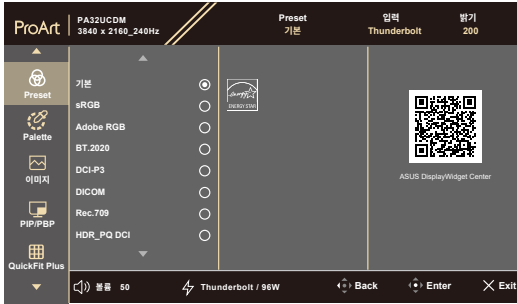 ProArt
PA32UCDM
3840 x 2160_240Hz
Preset
기본
입력
Thunderbolt
밝기
200
Preset
Palette
이미지
PIP/PBP
QuickFit Plus
기본
sRGB
Adobe RGB
BT.2020
DCI-P3
DICOM
Rec.709
HDR_PQ DCI
ENERGY STAR
ASUS DisplayWidget Center
볼륨 50
Thunderbolt / 96W
Back
Enter
Exit